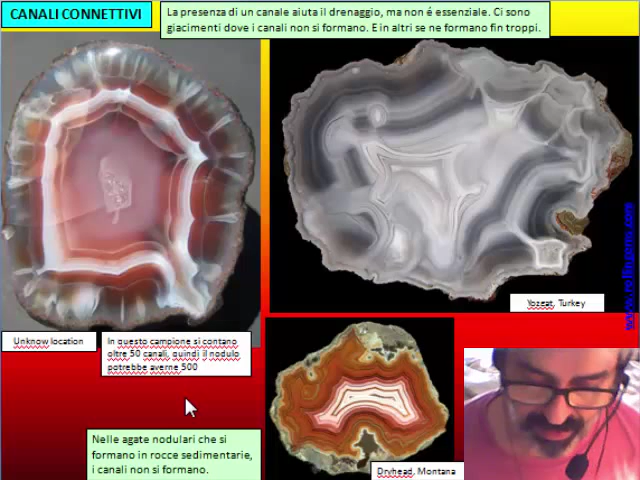 CANALI CONNETTIVI
La presenza di un canale aiuta il drenaggio, ma non é essenziale. Ci sono
giacimenti dove i canali non si formano. E in altri se ne formano fin troppi.
Yozgat, Turkey
Unknow location
In questo campione si contano
oltre 50 canali, quindi il nodulo
potrebbe averne 500
Nelle agate nodulari che si
formano in rocce sedimentarie,
i canali non si formano.
Dryhead, Montana